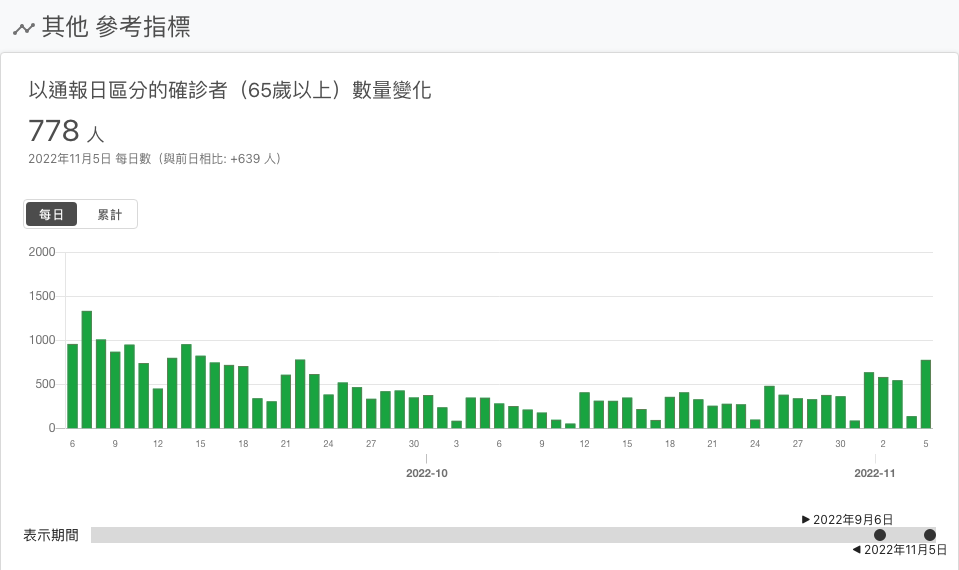 其他 參考指標
以通報日區分的確診者（65歲以上）數量變化
778 人
2022年11月5日 每日數（與前日相比: +639 人）
每日 累計
2000
1500
1000
500
0
6 9 12 15 18 21 24 27 30 3 6 9 12 15 18 21 24 27 30 2 5
2022-10 2022-11
▶ 2022年9月6日
表示期間
◀ 2022年11月5日